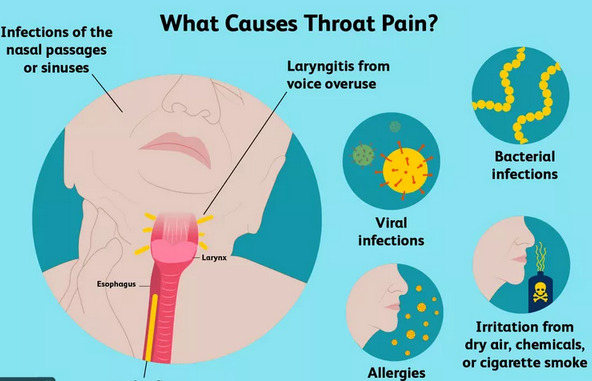 What Causes Throat Pain?
Infections of the
nasal passages
or sinuses
Laryngitis from
voice overuse
Larynx
Esophagus
Viral
infections
Bacterial
infections
Allergies
Irritation from
dry air, chemicals,
or cigarette smoke